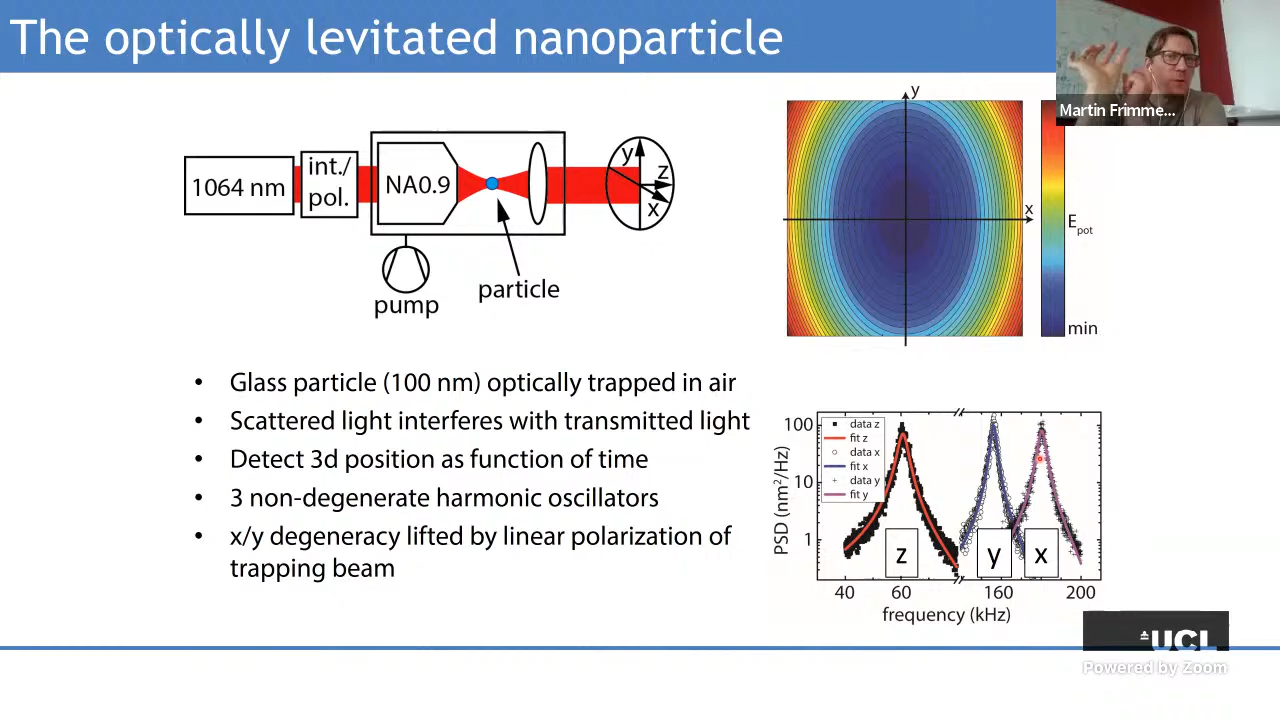 The optically levitated nanoparticle
Martin Frimme...
1064 nm
int./
pol.
NA0.9
y
z
x
particle
pump
y
x
E pot
min
• Glass particle (100 nm) optically trapped in air
• Scattered light interferes with transmitted light
• Detect 3d position as function of time
• 3 non-degenerate harmonic oscillators
• x/y degeneracy lifted by linear polarization of
trapping beam
PSD (nm²/Hz)
100
10
1
data z
fit z
data x
fit x
data y
fit y
z
y
x
40
60
160
200
frequency (kHz)
UCL
Powered by Zoom